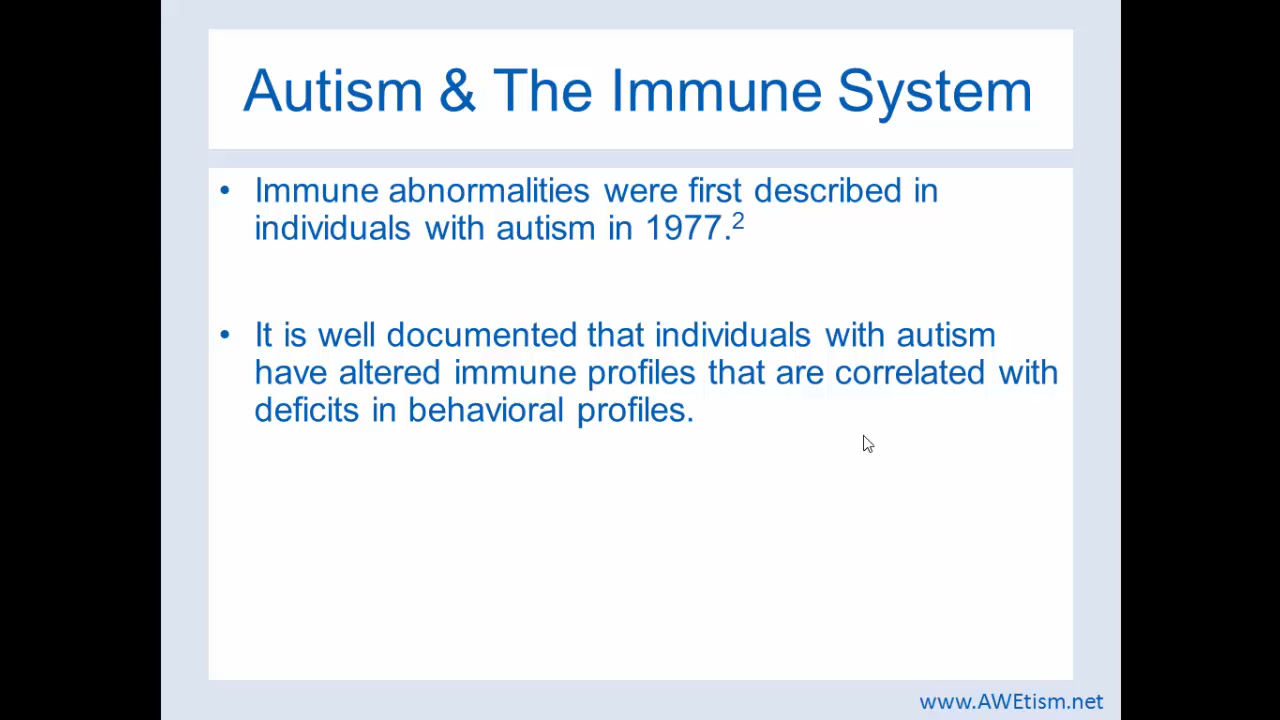 Autism & The Immune System
• Immune abnormalities were first described in
individuals with autism in 1977.²
• It is well documented that individuals with autism
have altered immune profiles that are correlated with
deficits in behavioral profiles.
www.AWEtism.net